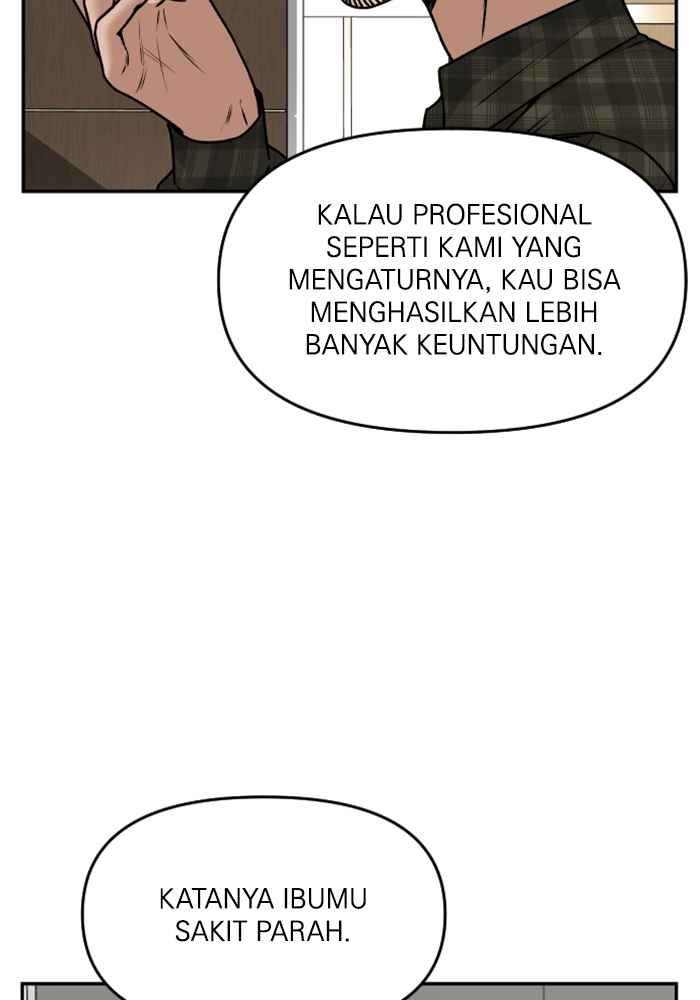 KALAU PROFESIONAL
SEPERTI KAMI YANG
MENGATURNYA, KAU BISA
MENGHASILKAN LEBIH
BANYAK KEUNTUNGAN.
KATANYA IBUMU
SAKIT PARAH.